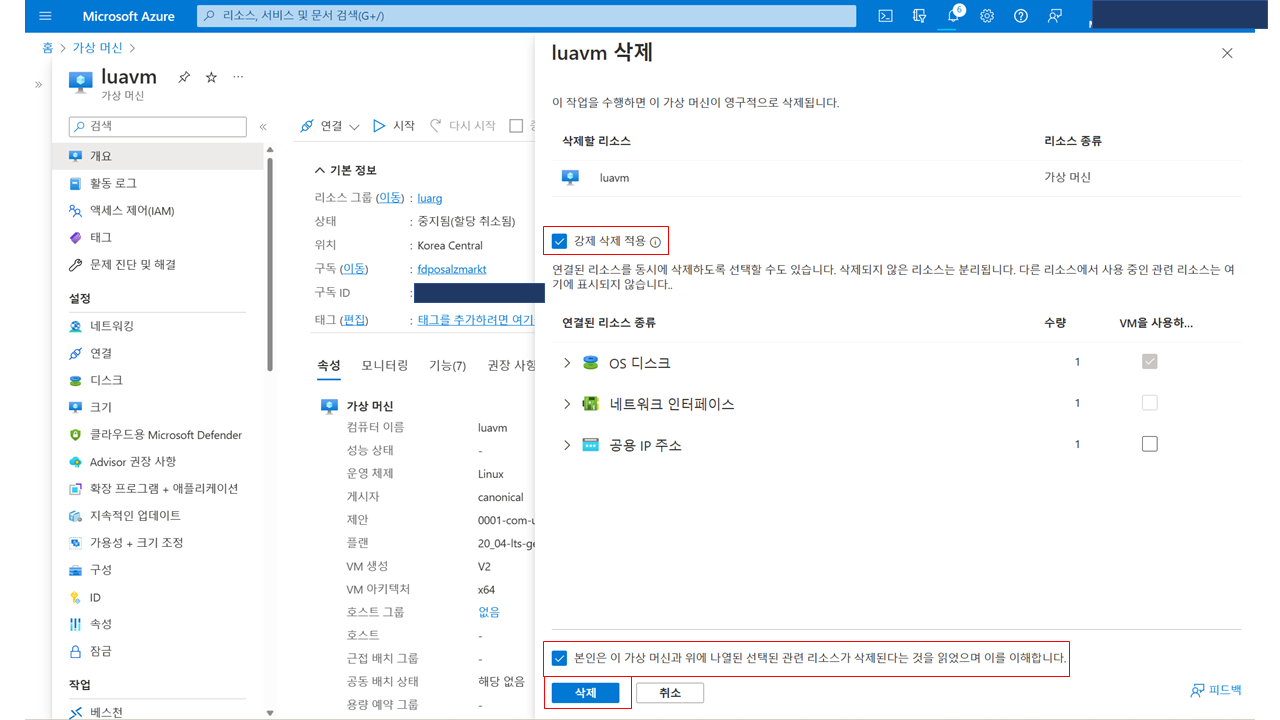 Microsoft Azure
리소스, 서비스 및 문서 검색(G+/)
6
홈 > 가상 머신 >
luavm
가상 머신
검색
개요
활동 로그
액세스 제어(IAM)
태그
문제 진단 및 해결
설정
네트워킹
연결
디스크
크기
클라우드용 Microsoft Defender
Advisor 권장 사항
확장 프로그램 + 애플리케이션
지속적인 업데이트
가용성 + 크기 조정
구성
ID
속성
잠금
작업
베스천
연결 시작 다시 시작
기본 정보
리소스 그룹 (이동) : luarg
상태 : 중지됨(할당 취소됨)
위치 : Korea Central
구독 (이동) : fdposalzmarkt
구독 ID :
태그 (편집) : 태그를 추가하려면 여기
속성 모니터링 기능(7) 권장 사항
가상 머신
컴퓨터 이름 luavm
성능 상태 -
운영 체제 Linux
게시자 canonical
제안 0001-com-u
플랜 20_04-lts-ge
VM 생성 V2
VM 아키텍처 x64
호스트 그룹 없음
호스트 -
근접 배치 그룹 -
공동 배치 상태 해당 없음
용량 예약 그룹 -
luavm 삭제
이 작업을 수행하면 이 가상 머신이 영구적으로 삭제됩니다.
삭제할 리소스 리소스 종류
luavm 가상 머신
강제 삭제 적용
연결된 리소스를 동시에 삭제하도록 선택할 수도 있습니다. 삭제되지 않은 리소스는 분리됩니다. 다른 리소스에서 사용 중인 관련 리소스는 여
기에 표시되지 않습니다..
연결된 리소스 종류 수량 VM을 사용하...
OS 디스크 1
네트워크 인터페이스 1
공용 IP 주소 1
본인은 이 가상 머신과 위에 나열된 선택된 관련 리소스가 삭제된다는 것을 읽었으며 이를 이해합니다.
삭제 취소
피드백